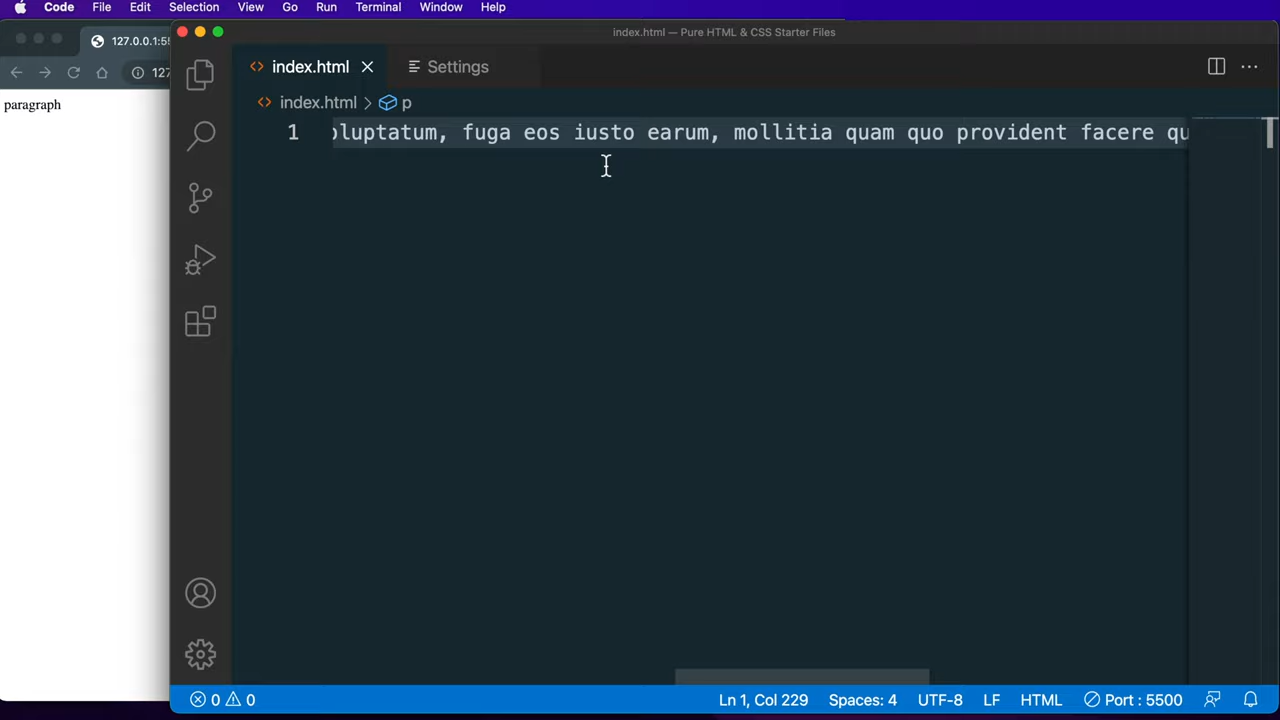 Code File Edit Selection View Go Run Terminal Window Help
127.0.0.1:5
index.html — Pure HTML & CSS Starter Files
127
index.html Settings
paragraph
index.html > p
1 luptatum, fuga eos iusto earum, mollitia quam quo provident facere qu
0 0 Ln 1, Col 229 Spaces: 4 UTF-8 LF HTML Port : 5500